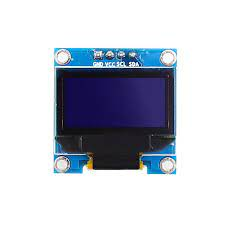 GND VCC SCL SDA